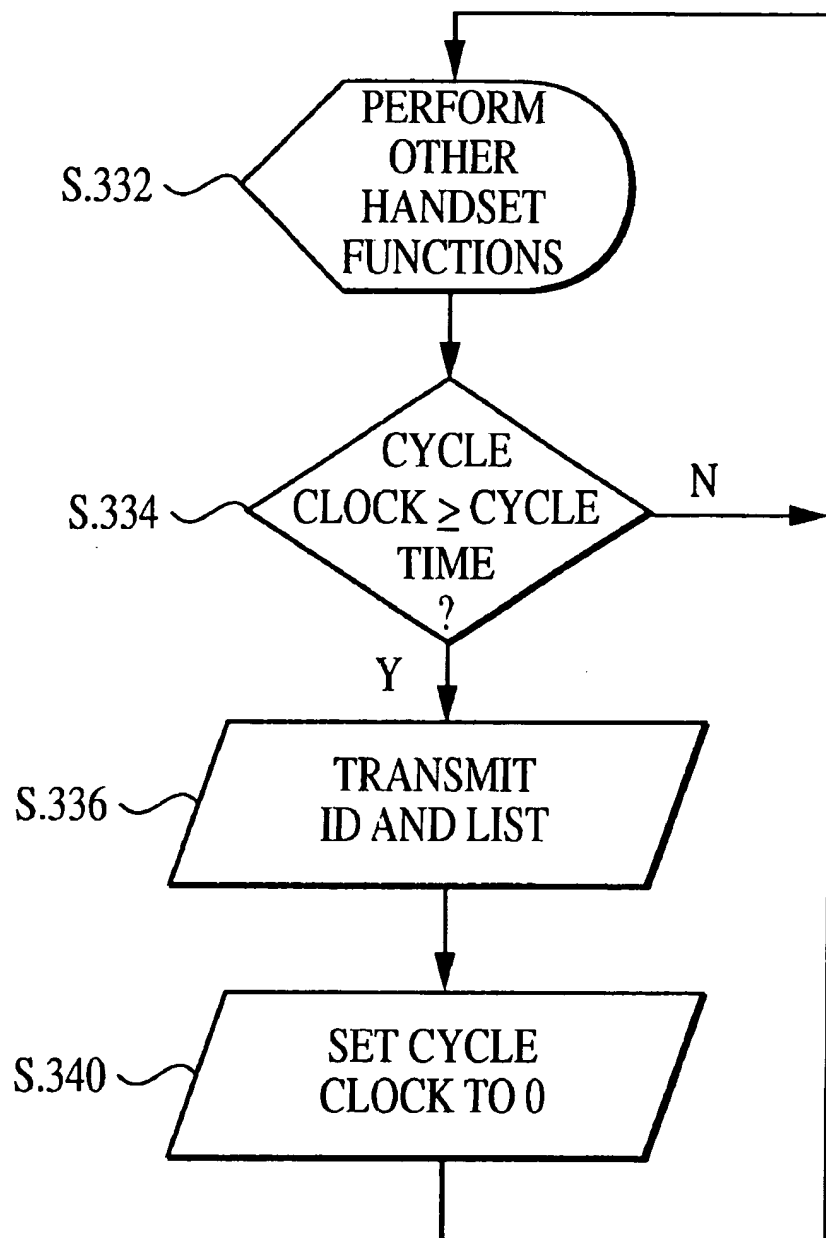 PERFORM
OTHER
HANDSET
FUNCTIONS
S.332
CYCLE
CLOCK ≥ CYCLE
TIME
?
S.334
N
Y
TRANSMIT
ID AND LIST
S.336
SET CYCLE
CLOCK TO 0
S.340